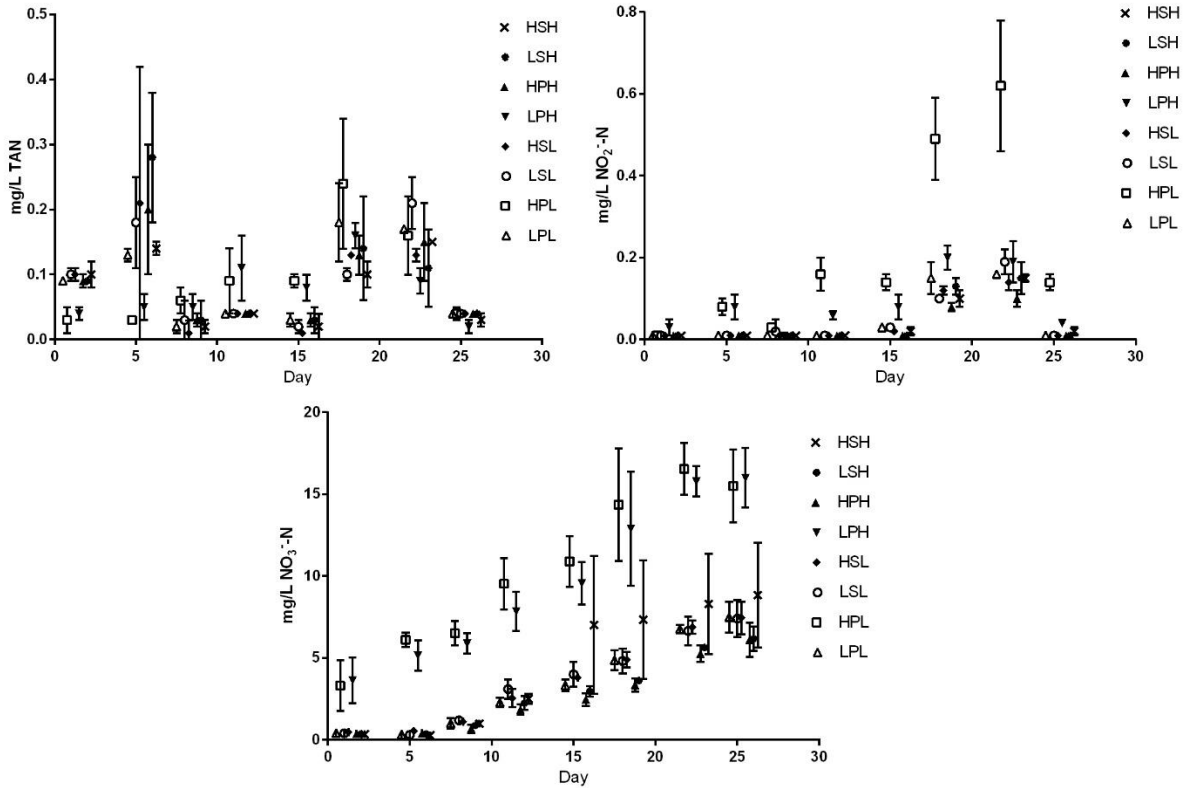 0.5
0.4
0.3
0.2
0.1
0.0
mg/L TAN
0
5
10
15
20
25
30
Day
HSH
LSH
HPH
LPH
HSL
LSL
HPL
LPL
0.8
0.6
0.4
0.2
0.0
mg/L NO₂⁻-N
0
5
10
15
20
25
30
Day
HSH
LSH
HPH
LPH
HSL
LSL
HPL
LPL
20
15
10
5
0
mg/L NO₃⁻-N
0
5
10
15
20
25
30
Day
HSH
LSH
HPH
LPH
HSL
LSL
HPL
LPL